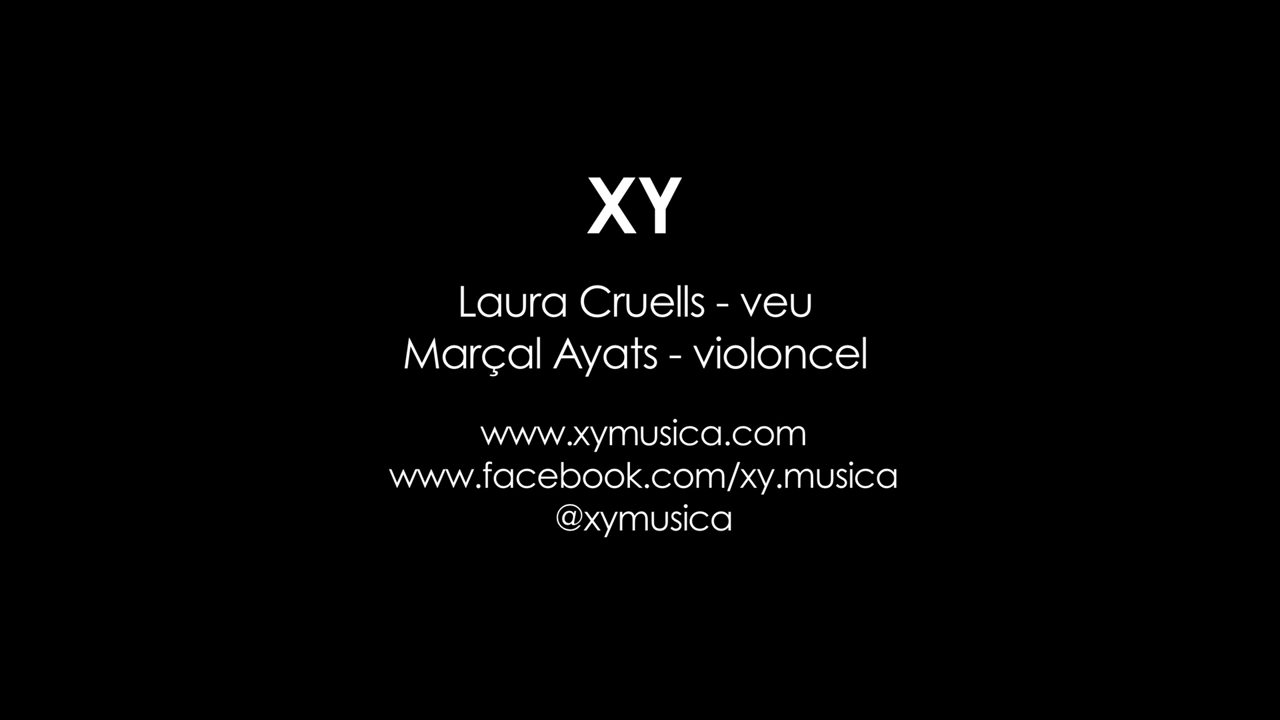 XY
Laura Cruells - veu
Marçal Ayats - violoncel
www.xymusica.com
www.facebook.com/xy.musica
@xymusica